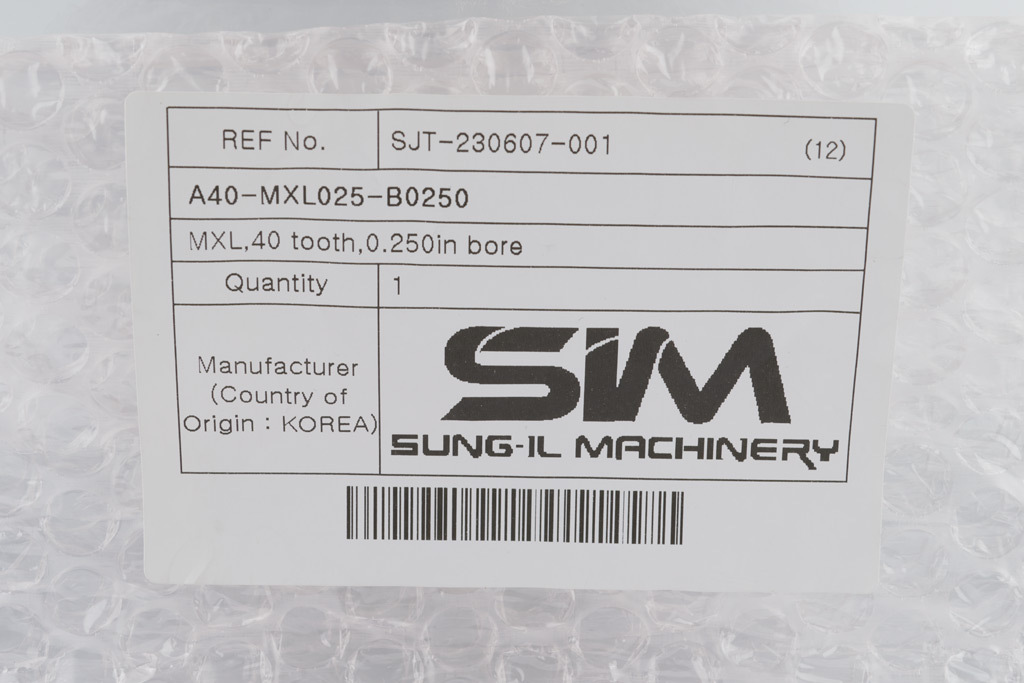 REF No. SJT-230607-001 (12)
A40-MXL025-B0250
MXL,40 tooth,0.250in bore
Quantity 1
Manufacturer
(Country of
Origin : KOREA)
SIM
SUNG-IL MACHINERY